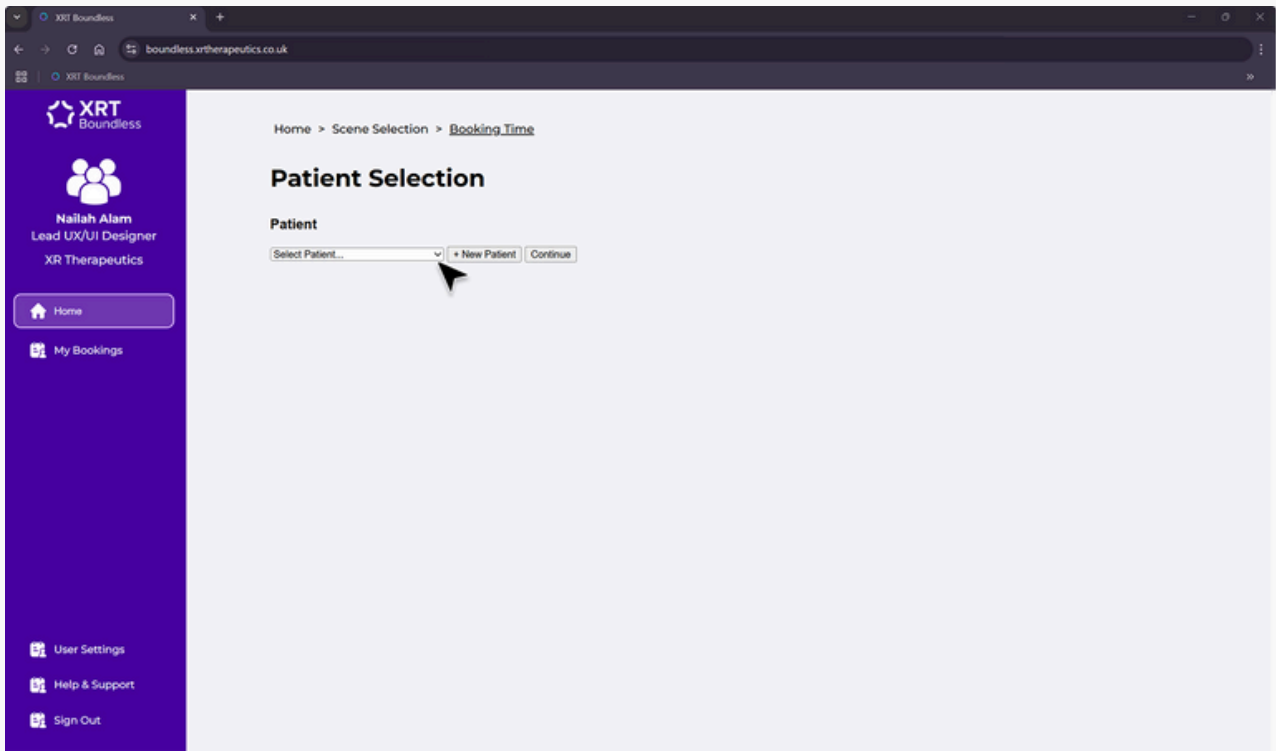 XRT Boundless
boundless.xrtherapeutics.co.uk
XRT Boundless
XRT
Boundless
Nailah Alam
Lead UX/UI Designer
XR Therapeutics
Home
My Bookings
User Settings
Help & Support
Sign Out
Home > Scene Selection > Booking Time
Patient Selection
Patient
Select Patient... + New Patient Continue